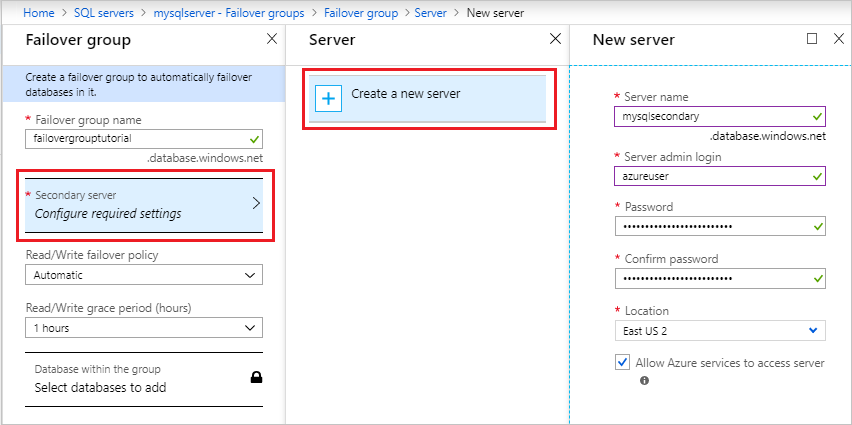 Home > SQL servers > mysqlserver - Failover groups > Failover group > Server > New server
Failover group
Create a failover group to automatically failover
databases in it.
* Failover group name
failovergrouptutorial
.database.windows.net
* Secondary server
Configure required settings
Read/Write failover policy
Automatic
Read/Write grace period (hours)
1 hours
Database within the group
Select databases to add
Server
Create a new server
New server
* Server name
mysqlsecondary
.database.windows.net
* Server admin login
azureuser
* Password
* Confirm password
* Location
East US 2
Allow Azure services to access server